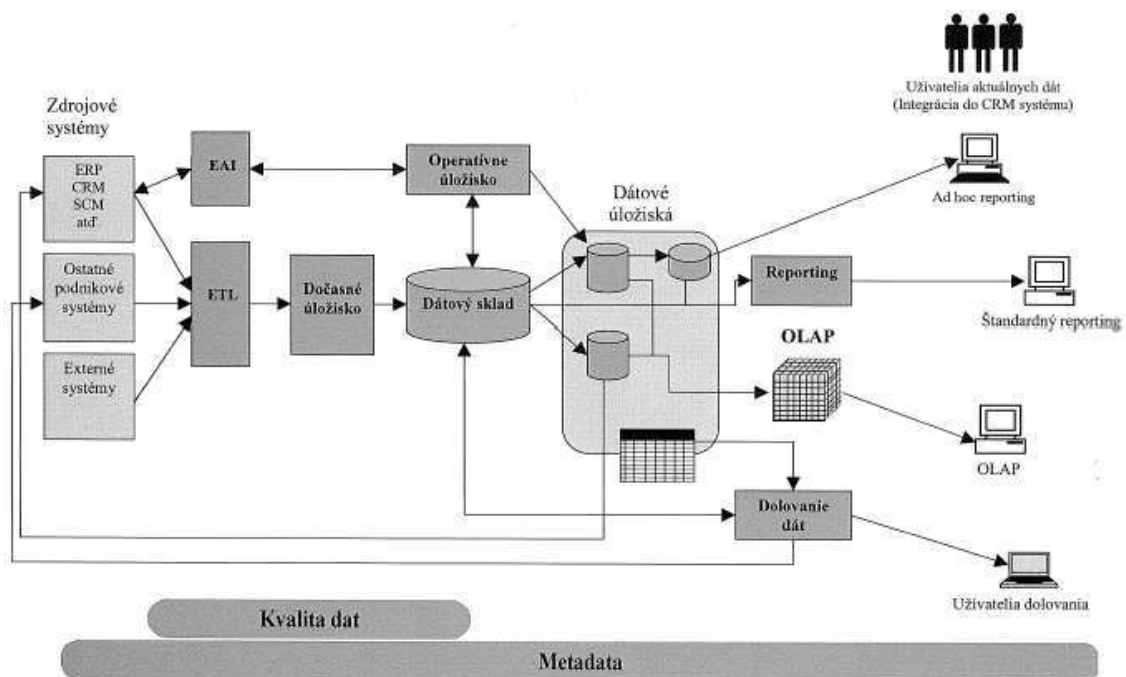 Užívatelia aktuálnych dát
(Integrácia do CRM systému)
Zdrojové
systémy
ERP
CRM
SCM
atď.
EAI
Operatívne
úložisko
Dátové
úložiská
Ad hoc reporting
Ostatné
podnikové
systémy
ETL
Dočasné
úložisko
Dátový sklad
Reporting
Štandardný reporting
Externé
systémy
OLAP
OLAP
Dolovanie
dát
Užívatelia dolovania
Kvalita dat
Metadata